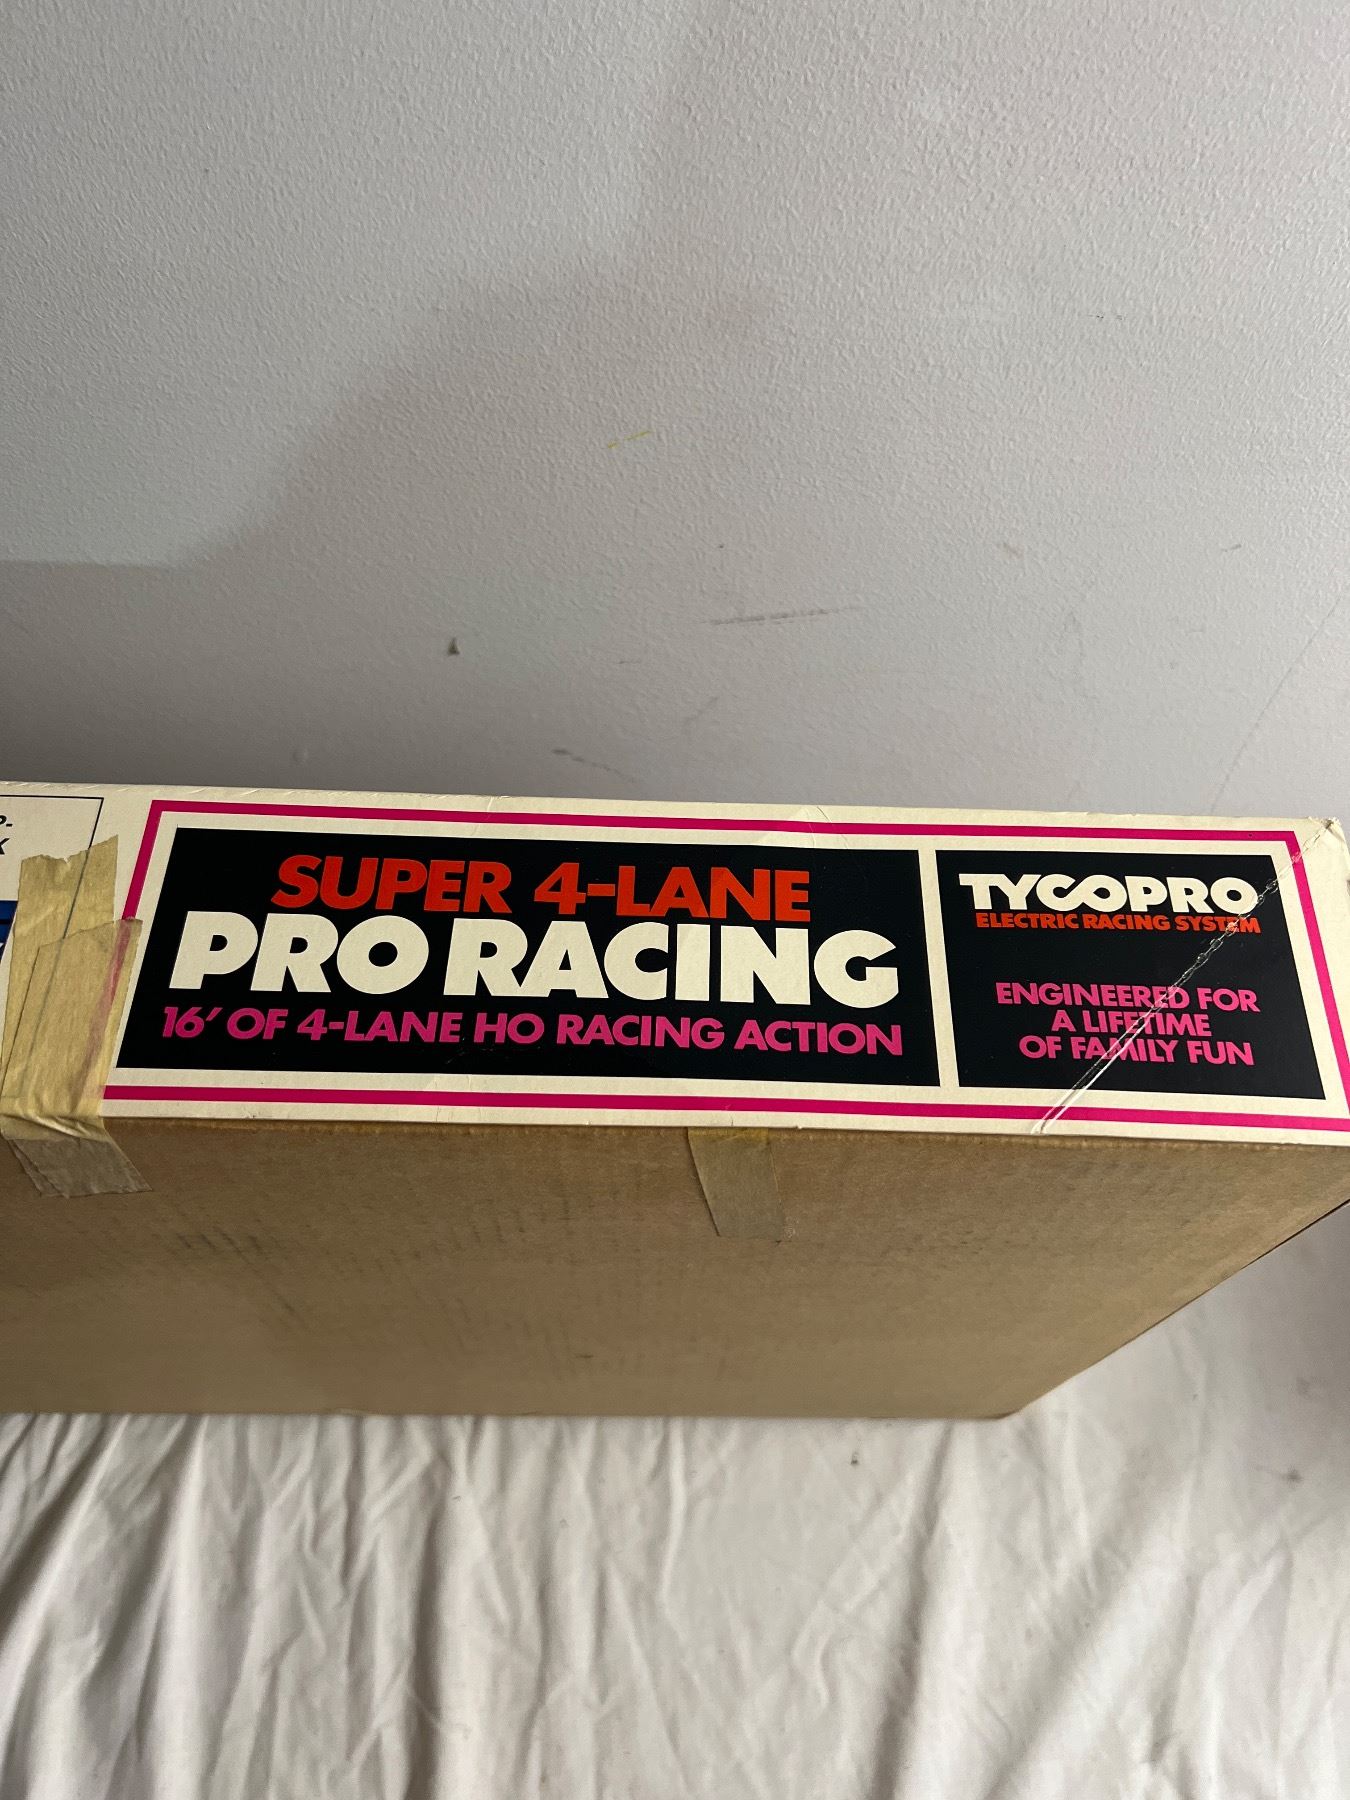 SUPER 4-LANE
PRO RACING
16' OF 4-LANE HO RACING ACTION
TYCOPRO
ELECTRIC RACING SYSTEM
ENGINEERED FOR
A LIFETIME
OF FAMILY FUN